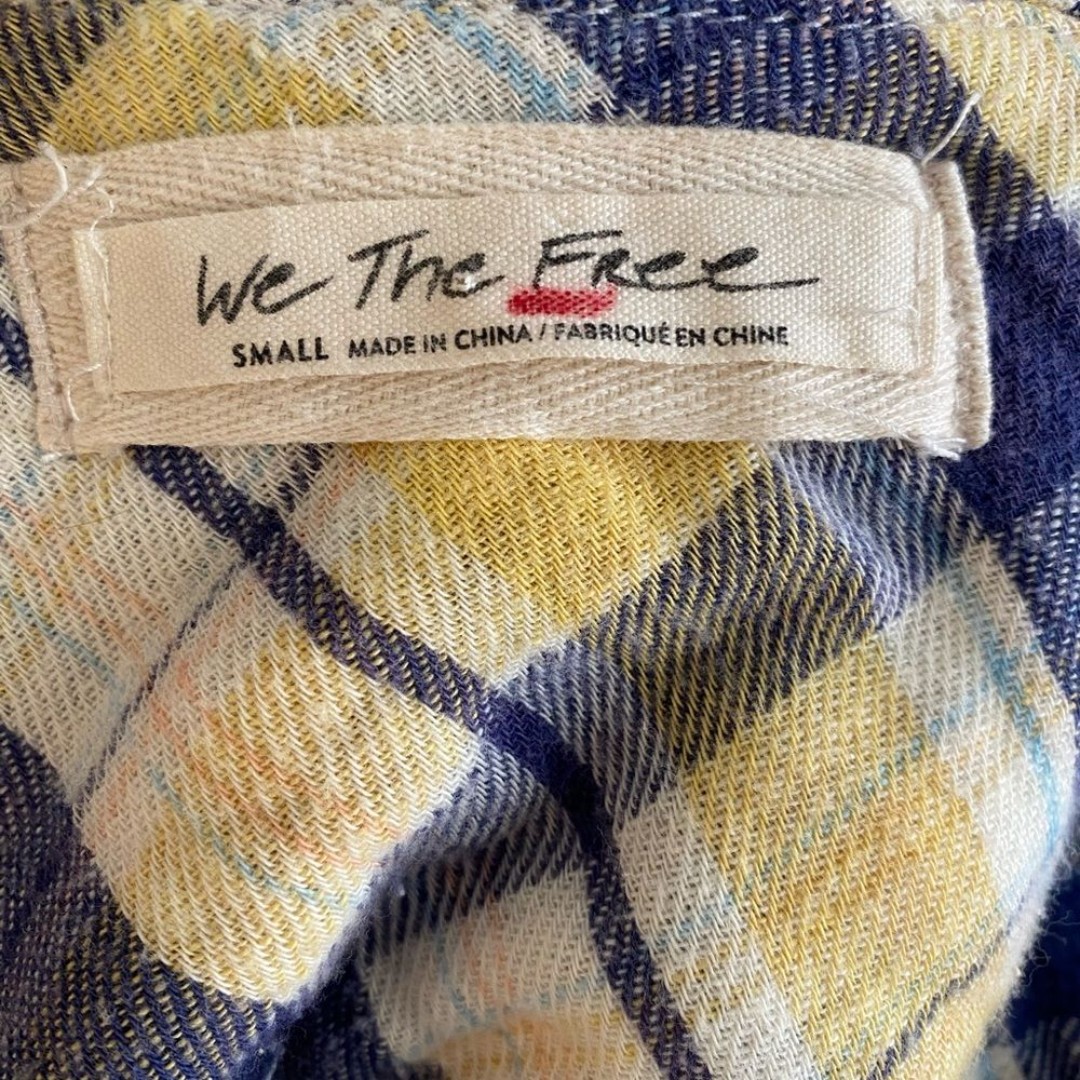 We The Free
SMALL MADE IN CHINA / FABRIQUÉ EN CHINE